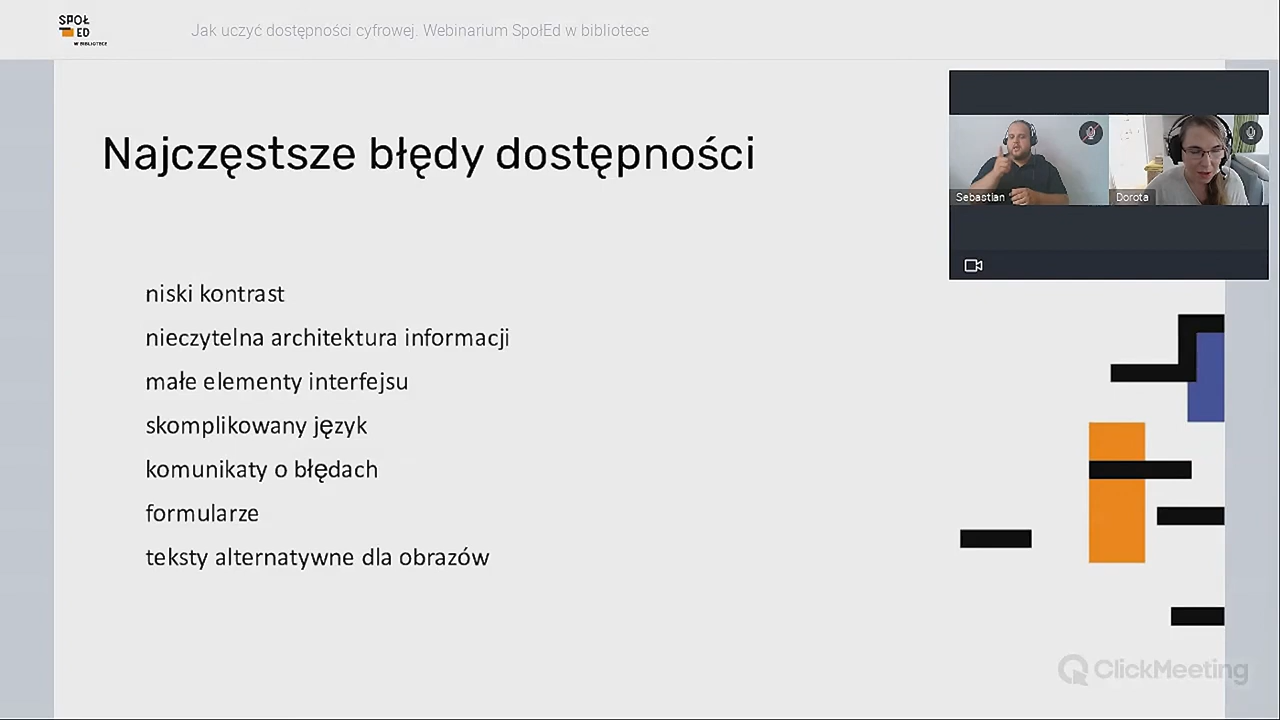 SPOŁ
ED
W BIBLIOTECE
Jak uczyć dostępności cyfrowej. Webinarium SpołEd w bibliotece
Najczęstsze błędy dostępności
Sebastian
Dorota
niski kontrast
nieczytelna architektura informacji
małe elementy interfejsu
skomplikowany język
komunikaty o błędach
formularze
teksty alternatywne dla obrazów
ClickMeeting